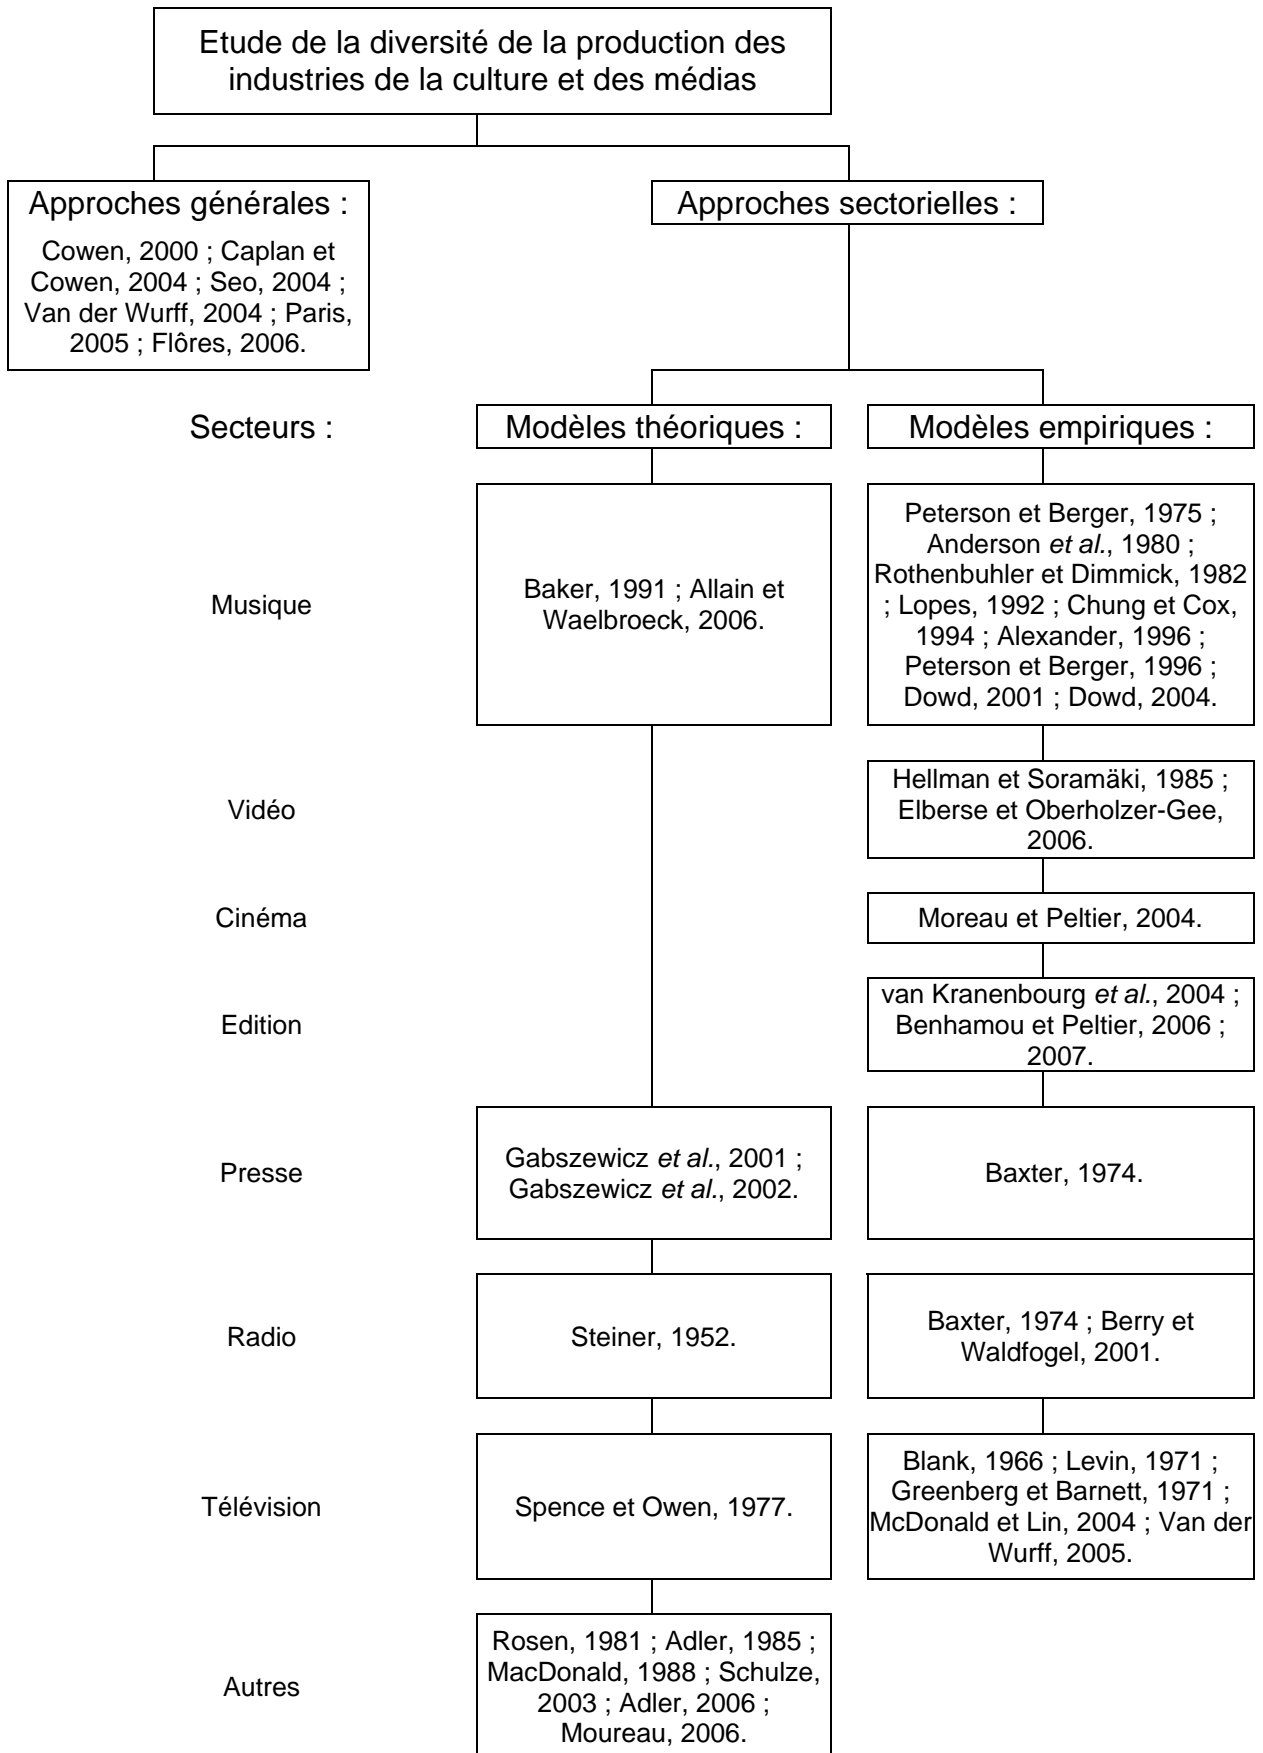 Etude de la diversité de la production des
industries de la culture et des médias
Approches générales :
Cowen, 2000 ; Caplan et
Cowen, 2004 ; Seo, 2004 ;
Van der Wurff, 2004 ; Paris,
2005 ; Flôres, 2006.
Approches sectorielles :
Secteurs :
Modèles théoriques :
Modèles empiriques :
Musique
Baker, 1991 ; Allain et
Waelbroeck, 2006.
Peterson et Berger, 1975 ;
Anderson et al., 1980 ;
Rothenbuhler et Dimmick, 1982
; Lopes, 1992 ; Chung et Cox,
1994 ; Alexander, 1996 ;
Peterson et Berger, 1996 ;
Dowd, 2001 ; Dowd, 2004.
Vidéo
Hellman et Soramäki, 1985 ;
Elberse et Oberholzer-Gee,
2006.
Cinéma
Moreau et Peltier, 2004.
Edition
van Kranenbourg et al., 2004 ;
Benhamou et Peltier, 2006 ;
2007.
Presse
Gabszewicz et al., 2001 ;
Gabszewicz et al., 2002.
Baxter, 1974.
Radio
Steiner, 1952.
Baxter, 1974 ; Berry et
Waldfogel, 2001.
Télévision
Spence et Owen, 1977.
Blank, 1966 ; Levin, 1971 ;
Greenberg et Barnett, 1971 ;
McDonald et Lin, 2004 ; Van der
Wurff, 2005.
Autres
Rosen, 1981 ; Adler, 1985 ;
MacDonald, 1988 ; Schulze,
2003 ; Adler, 2006 ;
Moureau, 2006.